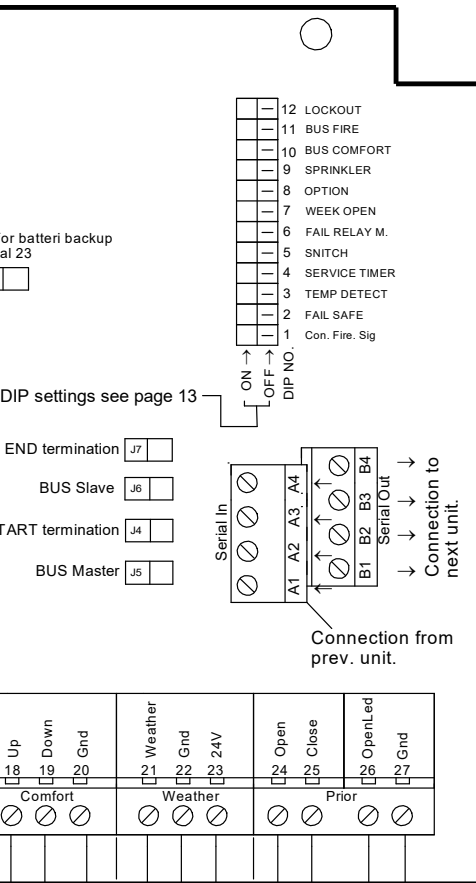 12 LOCKOUT
11 BUS FIRE
10 BUS COMFORT
9 SPRINKLER
8 OPTION
7 WEEK OPEN
6 FAIL RELAY M.
5 SNITCH
4 SERVICE TIMER
3 TEMP DETECT
2 FAIL SAFE
1 Con. Fire. Sig
or batteri backup
al 23
ON → OFF → DIP NO.
DIP settings see page 13
END termination J7
BUS Slave J6
TART termination J4
BUS Master J5
Serial In
A4
A3
A2
A1
B4
B3
B2
B1
Serial Out
Connection to
next unit.
Connection from
prev. unit.
Up Down Gnd Weather Gnd 24V Open Close OpenLed Gnd
18 19 20 21 22 23 24 25 26 27
Comfort Weather Prior